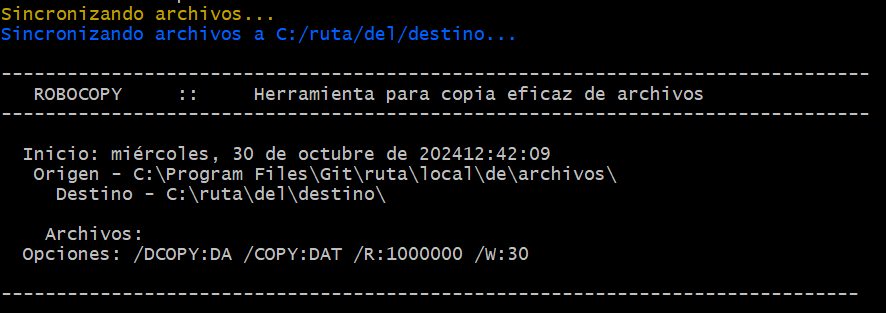 Sincronizando archivos...
Sincronizando archivos a C:/ruta/del/destino...
-------------------------------------------------------------------------------
ROBOCOPY     ::     Herramienta para copia eficaz de archivos
-------------------------------------------------------------------------------
Inicio: miércoles, 30 de octubre de 202412:42:09
Origen - C:\Program Files\Git\ruta\local\de\archivos\
Destino - C:\ruta\del\destino\
Archivos:
Opciones: /DCOPY:DA /COPY:DAT /R:1000000 /W:30
------------------------------------------------------------------------------